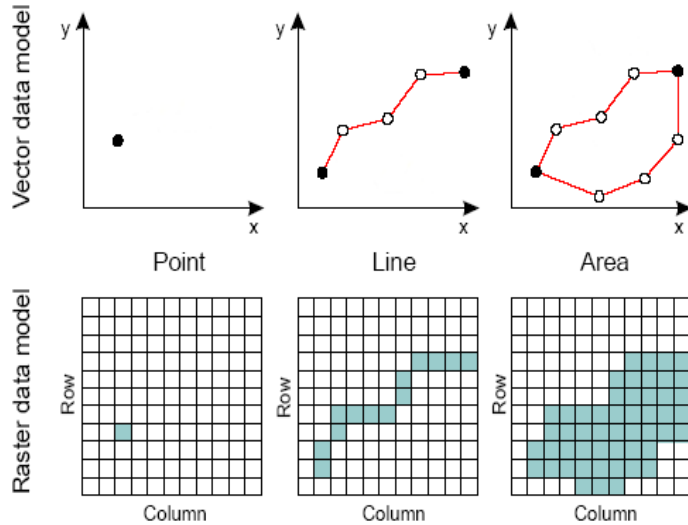 Vector data model
y
x
y
x
y
x
Point
Line
Area
Raster data model
Row
Column
Row
Column
Row
Column